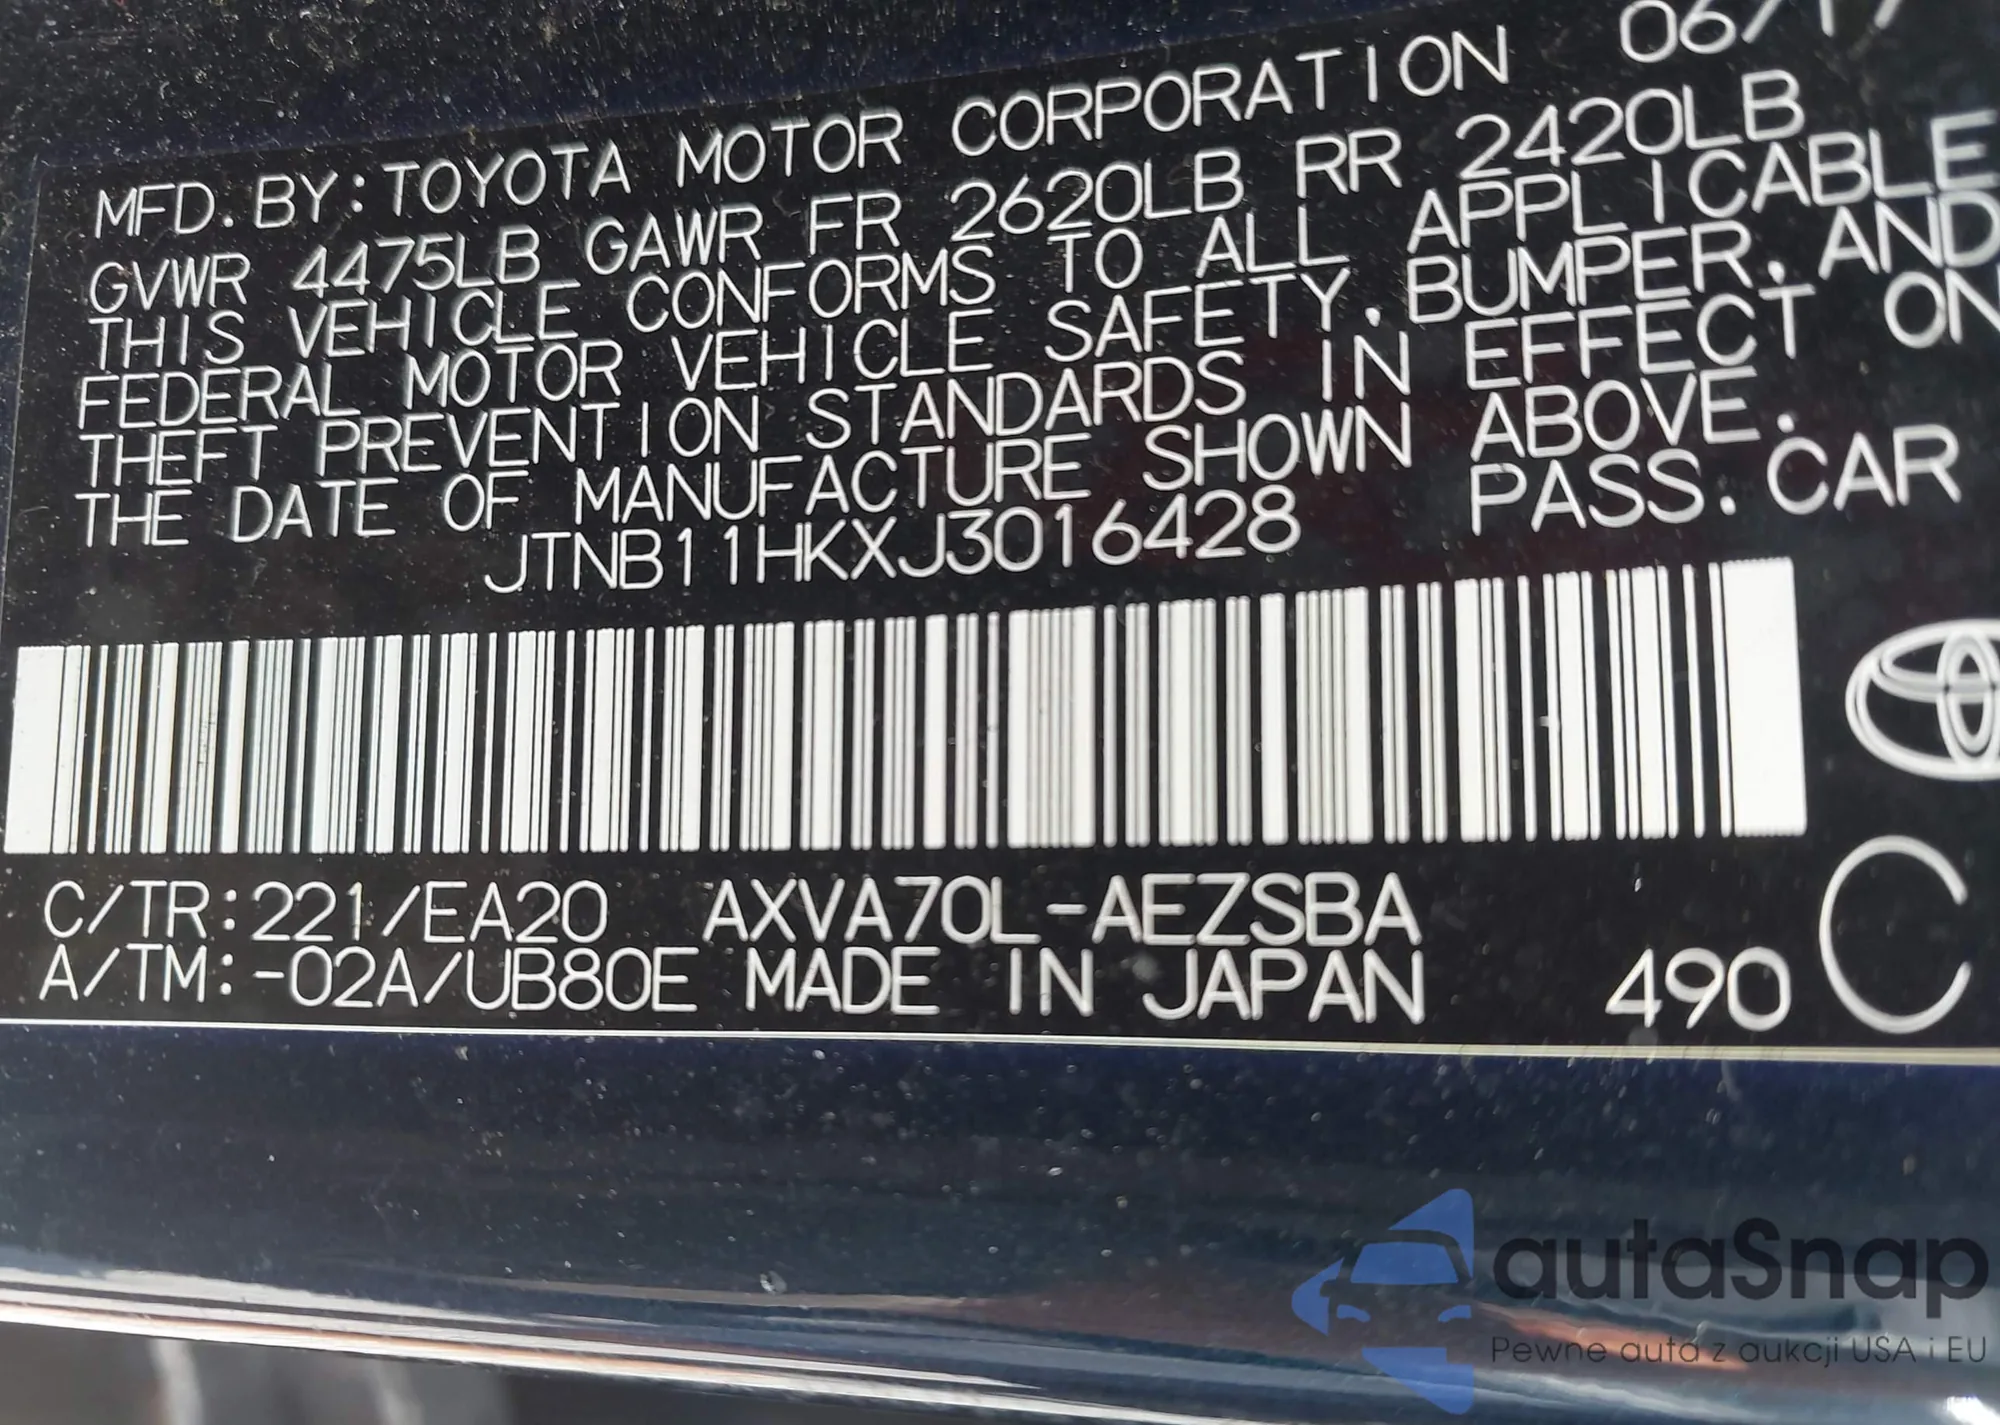 MFD. BY: TOYOTA MOTOR CORPORATION 06/17
GVWR 4475LB GAWR FR 2620LB RR 2420LB
THIS VEHICLE CONFORMS TO ALL APPLICABLE
FEDERAL MOTOR VEHICLE SAFETY, BUMPER, AND
THEFT PREVENTION STANDARDS IN EFFECT ON
THE DATE OF MANUFACTURE SHOWN ABOVE.
JTNB11HKXJ3016428 PASS. CAR
C/TR:221/EA20 AXVA70L-AEZSBA
A/TM:-02A/UB80E MADE IN JAPAN 490 C
autaSnap
Pewne auta z aukcji USA i EU